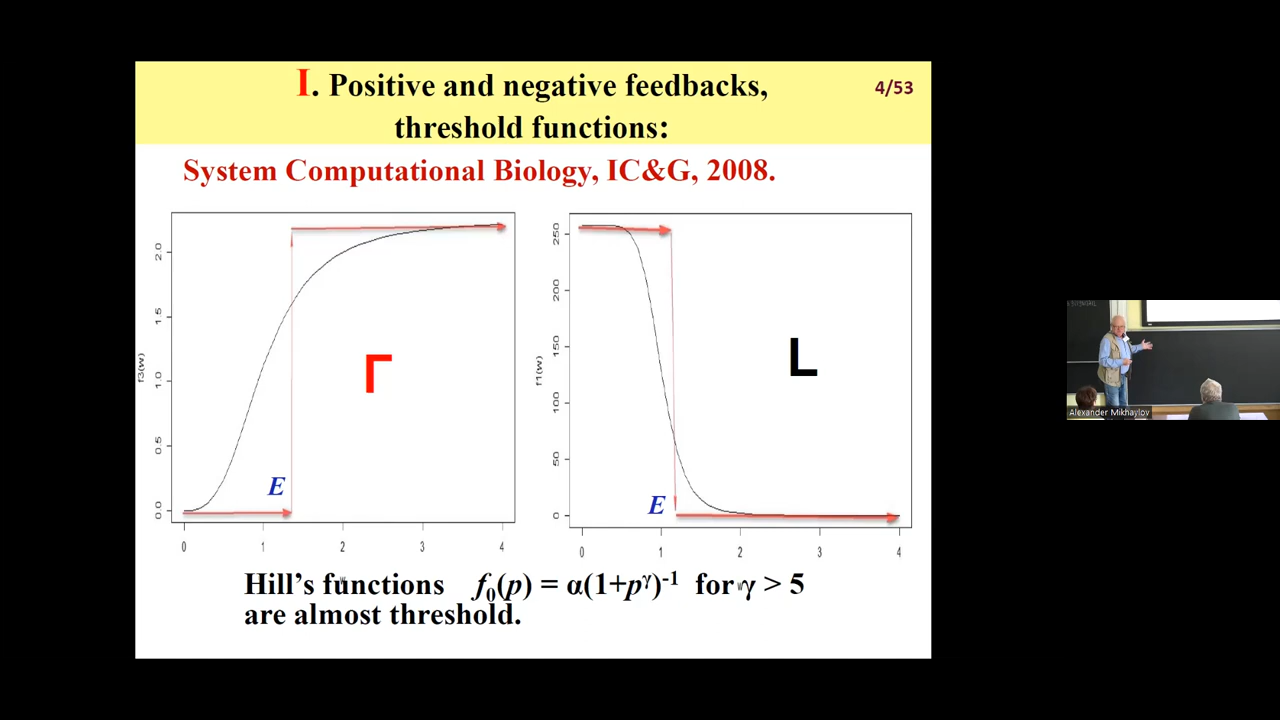 I. Positive and negative feedbacks,
threshold functions:
4/53
System Computational Biology, IC&G, 2008.
f3(w)
0.0
0.5
1.0
1.5
2.0
0 1 2 3 4
Г
E
f1(w)
0
50
100
150
200
250
0 1 2 3 4
L
E
Hill's functions f₀(p) = α(1+p^γ)⁻¹ for γ > 5
are almost threshold.
Alexander Mikhaylov